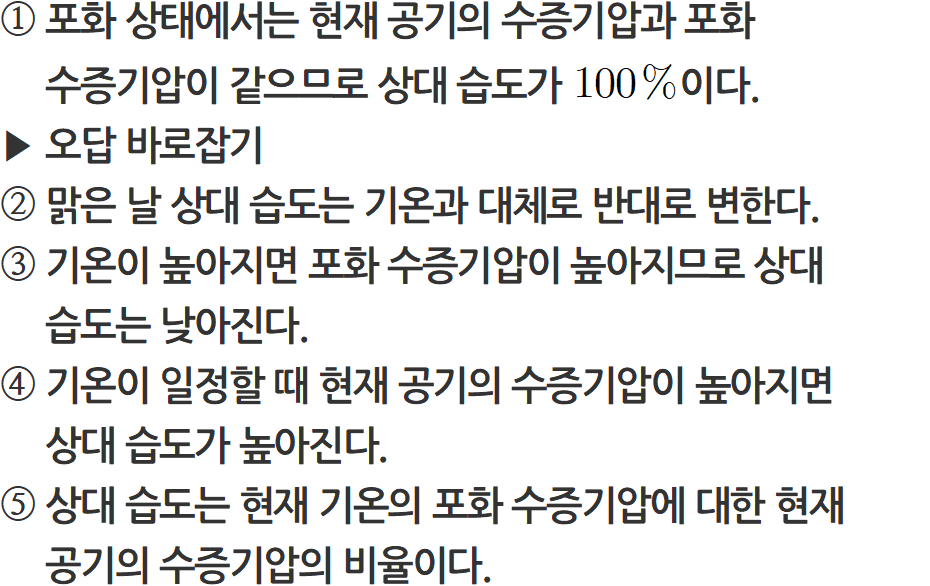 ① 포화 상태에서는 현재 공기의 수증기압과 포화
수증기압이 같으므로 상대 습도가 100%이다.
▶ 오답 바로잡기
② 맑은 날 상대 습도는 기온과 대체로 반대로 변한다.
③ 기온이 높아지면 포화 수증기압이 높아지므로 상대
습도는 낮아진다.
④ 기온이 일정할 때 현재 공기의 수증기압이 높아지면
상대 습도가 높아진다.
⑤ 상대 습도는 현재 기온의 포화 수증기압에 대한 현재
공기의 수증기압의 비율이다.